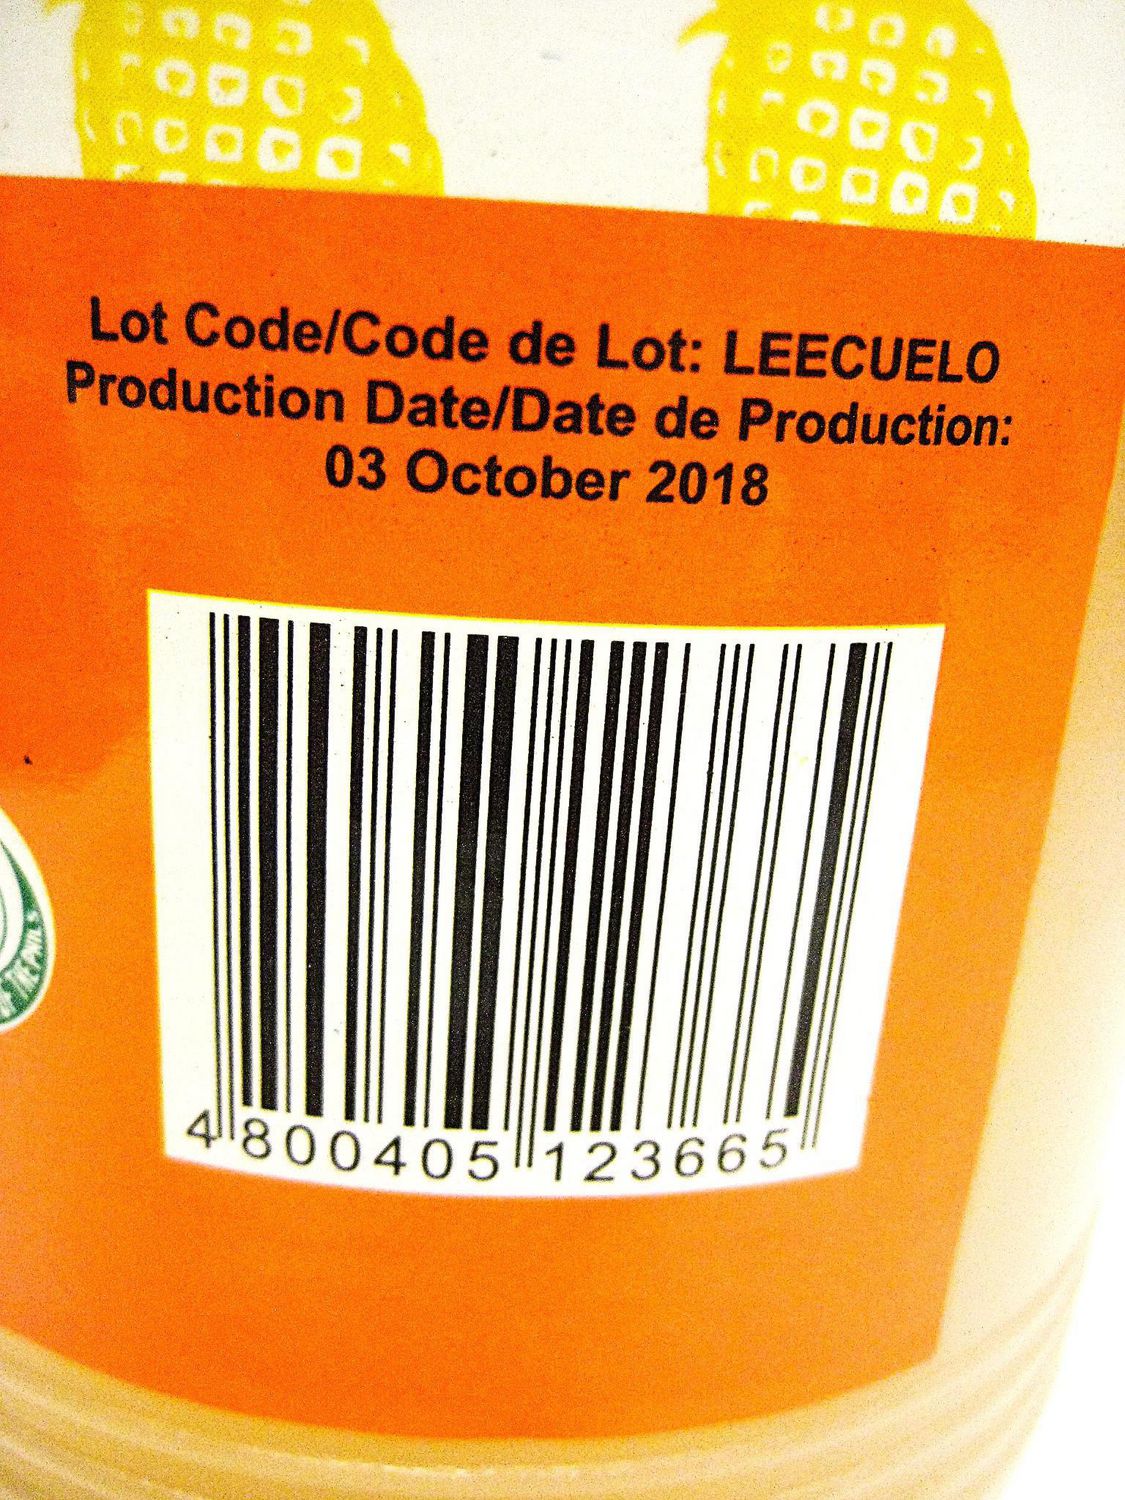 Lot Code/Code de Lot: LEECUELO
Production Date/Date de Production:
03 October 2018
4 800405 123665